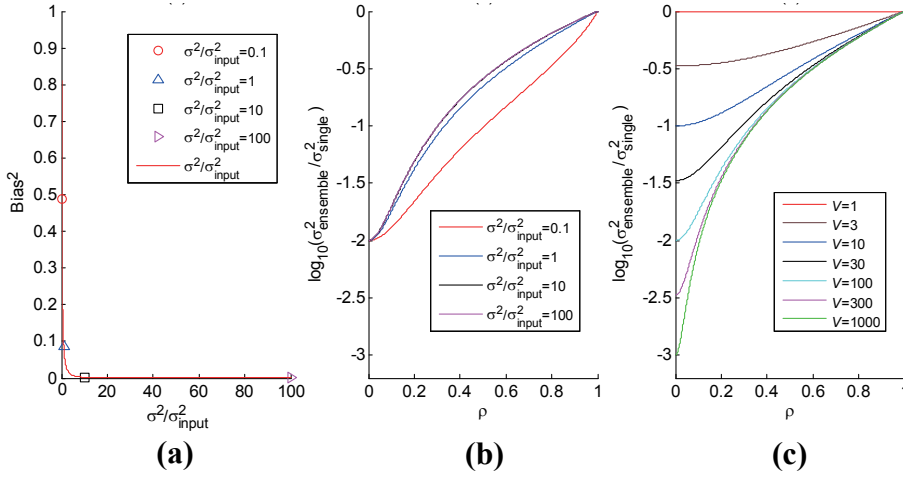 1
0.9
0.8
0.7
0.6
0.5
0.4
0.3
0.2
0.1
0
Bias²
0 20 40 60 80 100
σ²/σ²input
σ²/σ²input=0.1
σ²/σ²input=1
σ²/σ²input=10
σ²/σ²input=100
σ²/σ²input
(a)
0
-0.5
-1
-1.5
-2
-2.5
-3
log10(σ²ensemble/σ²single)
0 0.2 0.4 0.6 0.8 1
ρ
σ²/σ²input=0.1
σ²/σ²input=1
σ²/σ²input=10
σ²/σ²input=100
(b)
0
-0.5
-1
-1.5
-2
-2.5
-3
log10(σ²ensemble/σ²single)
0 0.2 0.4 0.6 0.8 1
ρ
V=1
V=3
V=10
V=30
V=100
V=300
V=1000
(c)